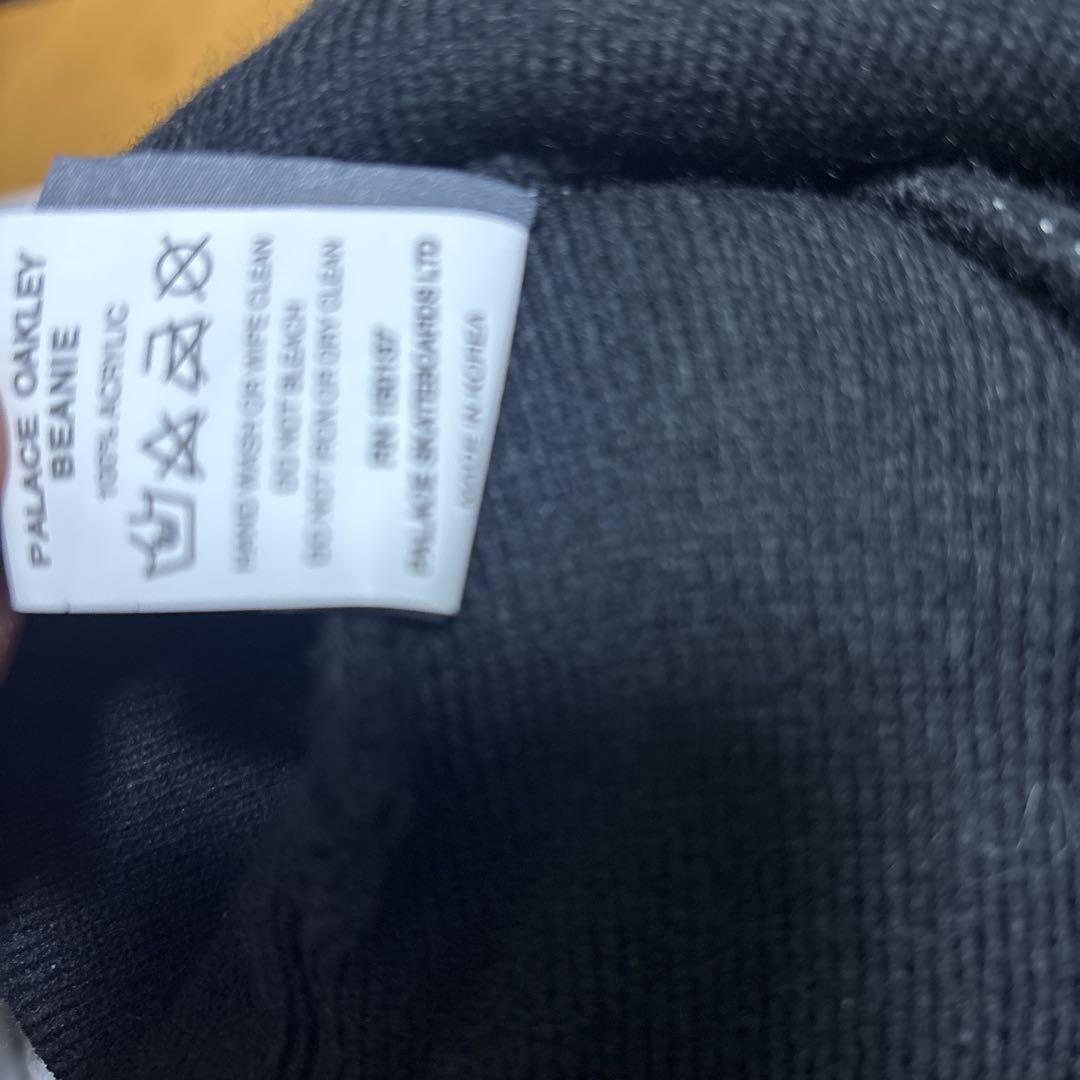 PALACE OAKLEY
BEANIE
100% ACRYLIC
HAND WASH OR WIPE CLEAN
DO NOT BLEACH
DO NOT IRON OR DRY CLEAN
RN
PALACE SKATEBOARDS LTD
MADE IN KOREA